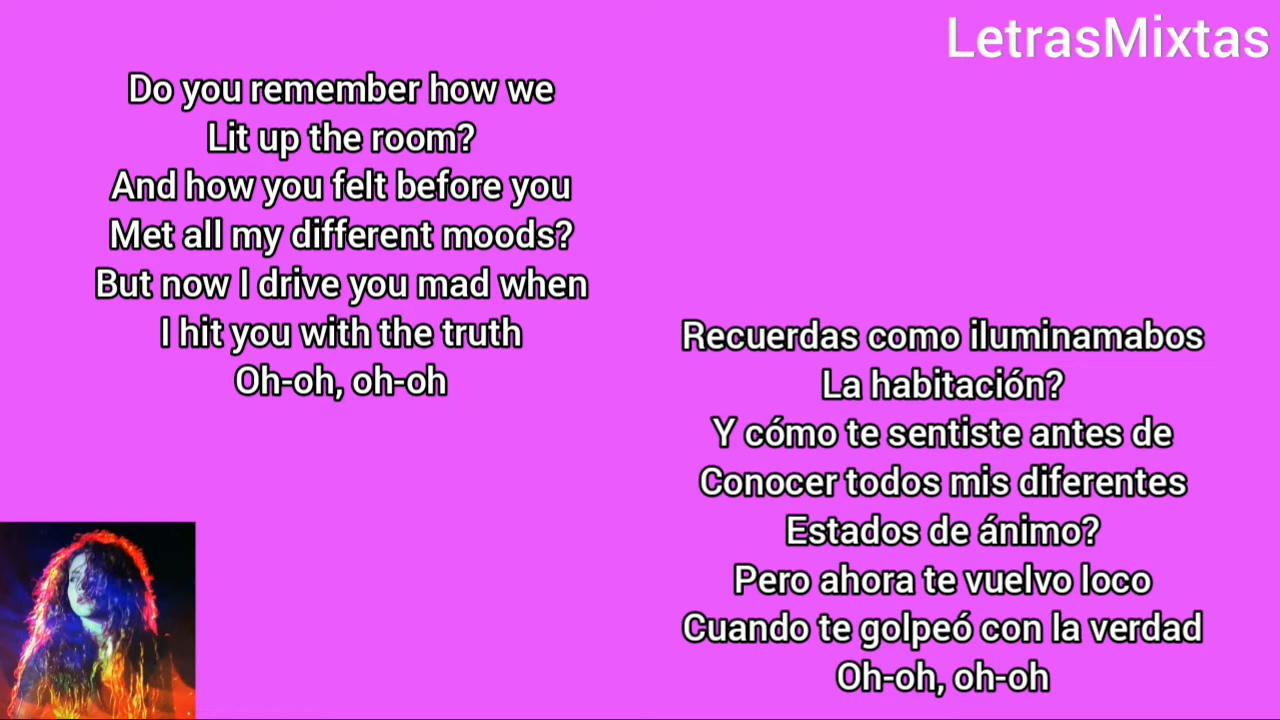 LetrasMixtas
Do you remember how we
Lit up the room?
And how you felt before you
Met all my different moods?
But now I drive you mad when
I hit you with the truth
Oh-oh, oh-oh
Recuerdas como iluminamabos
La habitación?
Y cómo te sentiste antes de
Conocer todos mis diferentes
Estados de ánimo?
Pero ahora te vuelvo loco
Cuando te golpeó con la verdad
Oh-oh, oh-oh